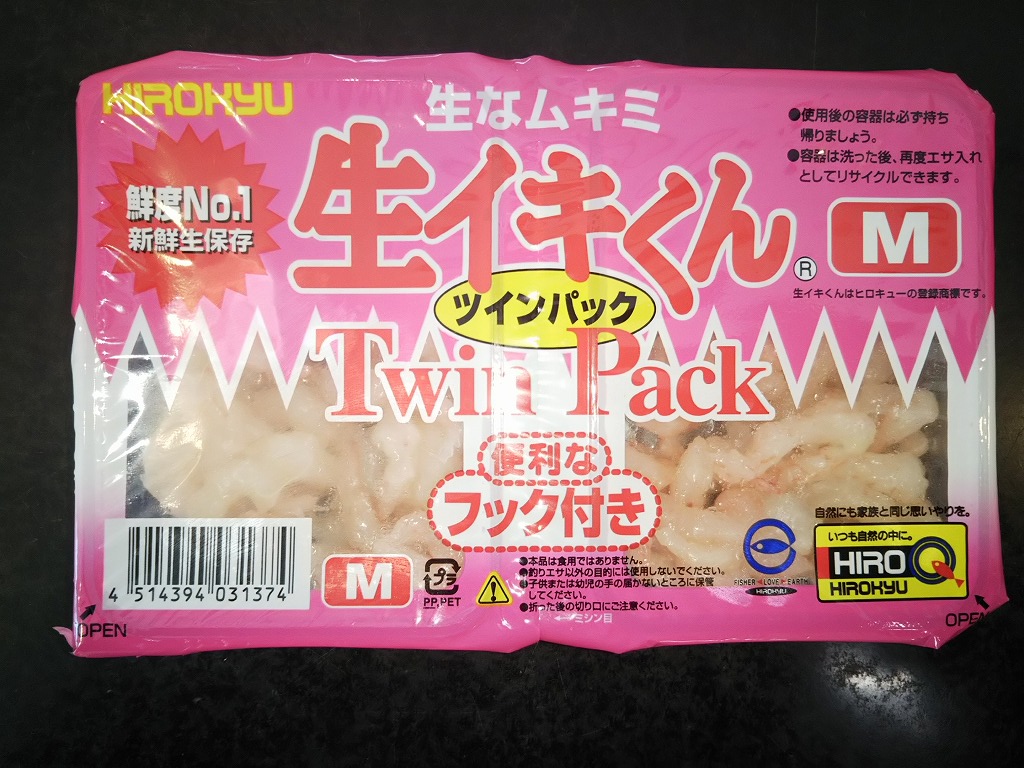 HIROKYU
生なムキミ
●使用後の容器は必ず持ち
帰りましょう。
●容器は洗った後、再度エサ入れ
としてリサイクルできます。
鮮度No.1
新鮮生保存
生イキくん
®
M
生イキくんはヒロキューの登録商標です。
ツインパック
Twin Pack
便利な
フック付き
自然にも家族と同じ思いやりを。
いつも自然の中に。
HIRO
HIROKYU
FISHER LOVE EARTH
HIROKYU
4 514394 031374
M
プラ
PP,PET
●本品は食用ではありません。
●釣りエサ以外の目的には使用しないでください。
●子供または幼児の手の届かないところに保管
してください。
●折った後の切り口にご注意ください。
ミシン目
OPEN
OPEN